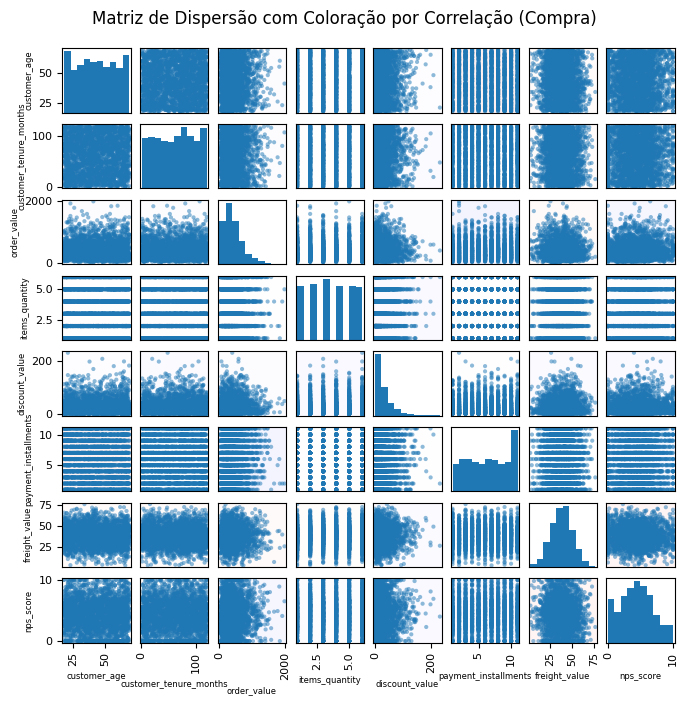 Matriz de Dispersão com Coloração por Correlação (Compra)
customer_age
50
25
customer_tenure_months
100
0
order_value
2000
0
items_quantity
5.0
2.5
discount_value
200
0
payment_installments
10
5
freight_value
75
50
25
nps_score
10
0
25 50
0 100
0 2000
2.5 5.0
0 200
5 10
25 50 75
0 10
customer_age
customer_tenure_months
order_value
items_quantity
discount_value
payment_installments
freight_value
nps_score